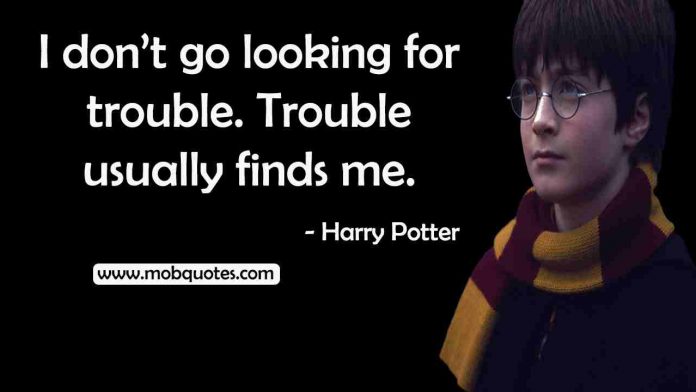 I don’t go looking for
trouble. Trouble
usually finds me.
- Harry Potter
www.mobquotes.com